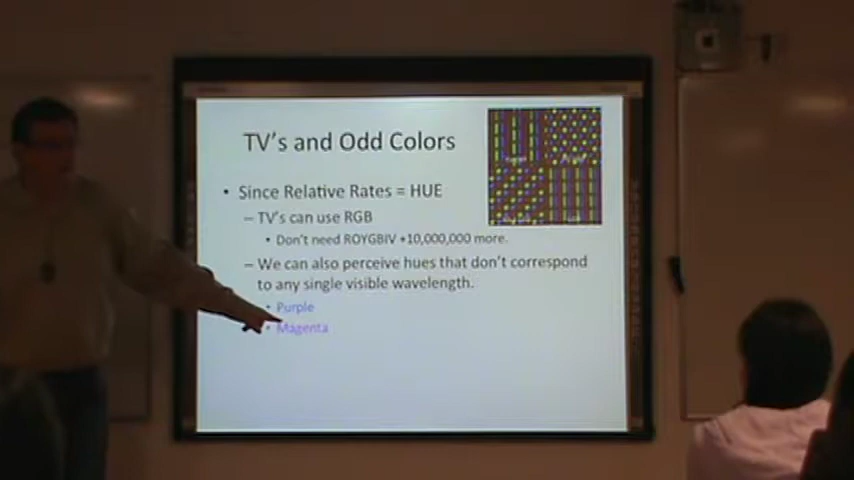 TV's and Odd Colors
• Since Relative Rates = HUE
– TV's can use RGB
• Don't need ROYGBIV +10,000,000 more.
– We can also perceive hues that don't correspond
to any single visible wavelength.
• Purple
• Magenta